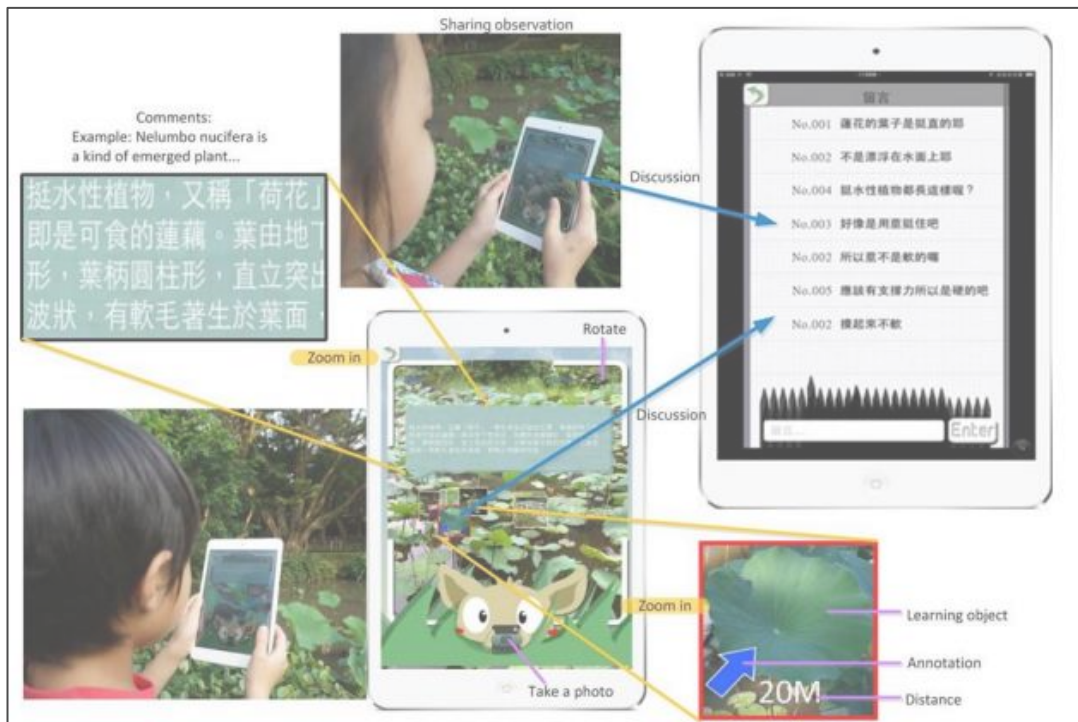 Sharing observation
Comments:
Example: Nelumbo nucifera is
a kind of emerged plant...
挺水性植物，又稱「荷花」
即是可食的蓮藕。葉由地下
形，葉柄圓柱形，直立突出
波狀，有軟毛著生於葉面，
Zoom in
Rotate
Discussion
留言
No.001 蓮花的葉子是挺直的耶
No.002 不是漂浮在水面上耶
No.004 挺水性植物都長這樣喔？
No.003 好像是用莖挺住吧
No.002 所以莖不是軟的囉
No.005 應該有支撐力所以是硬的吧
No.002 摸起來不軟
留言...
Enter
Discussion
Take a photo
Zoom in
20M
Learning object
Annotation
Distance